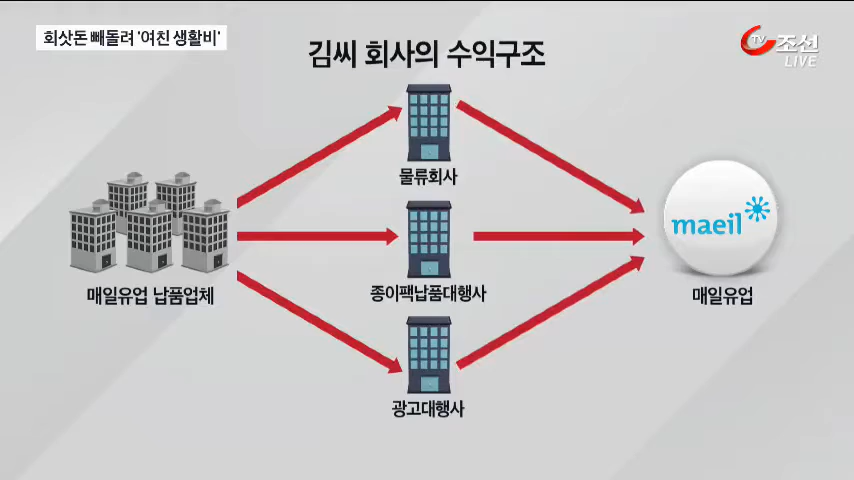 회삿돈 빼돌려 '여친 생활비'
TV조선
LIVE
김씨 회사의 수익구조
물류회사
maeil
매일유업 납품업체
종이팩납품대행사
매일유업
광고대행사